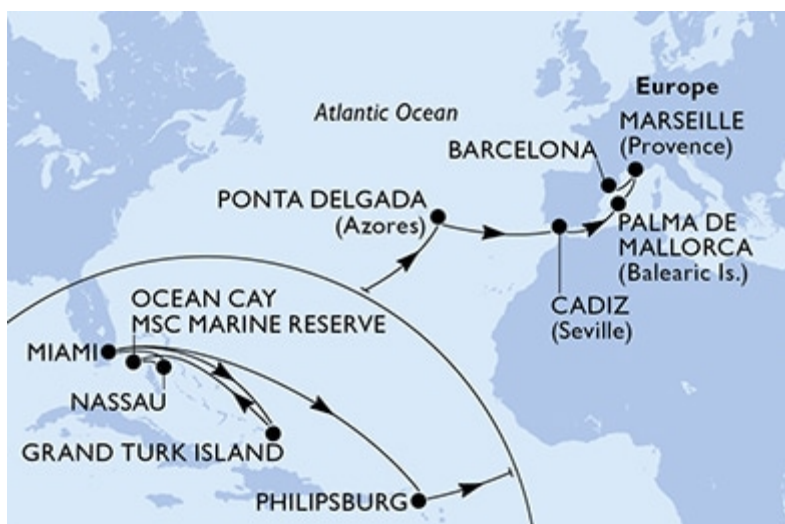 Europe
Atlantic Ocean
MARSEILLE
(Provence)
BARCELONA
PONTA DELGADA
(Azores)
PALMA DE
MALLORCA
(Balearic Is.)
CADIZ
(Seville)
OCEAN CAY
MSC MARINE RESERVE
MIAMI
NASSAU
GRAND TURK ISLAND
PHILIPSBURG